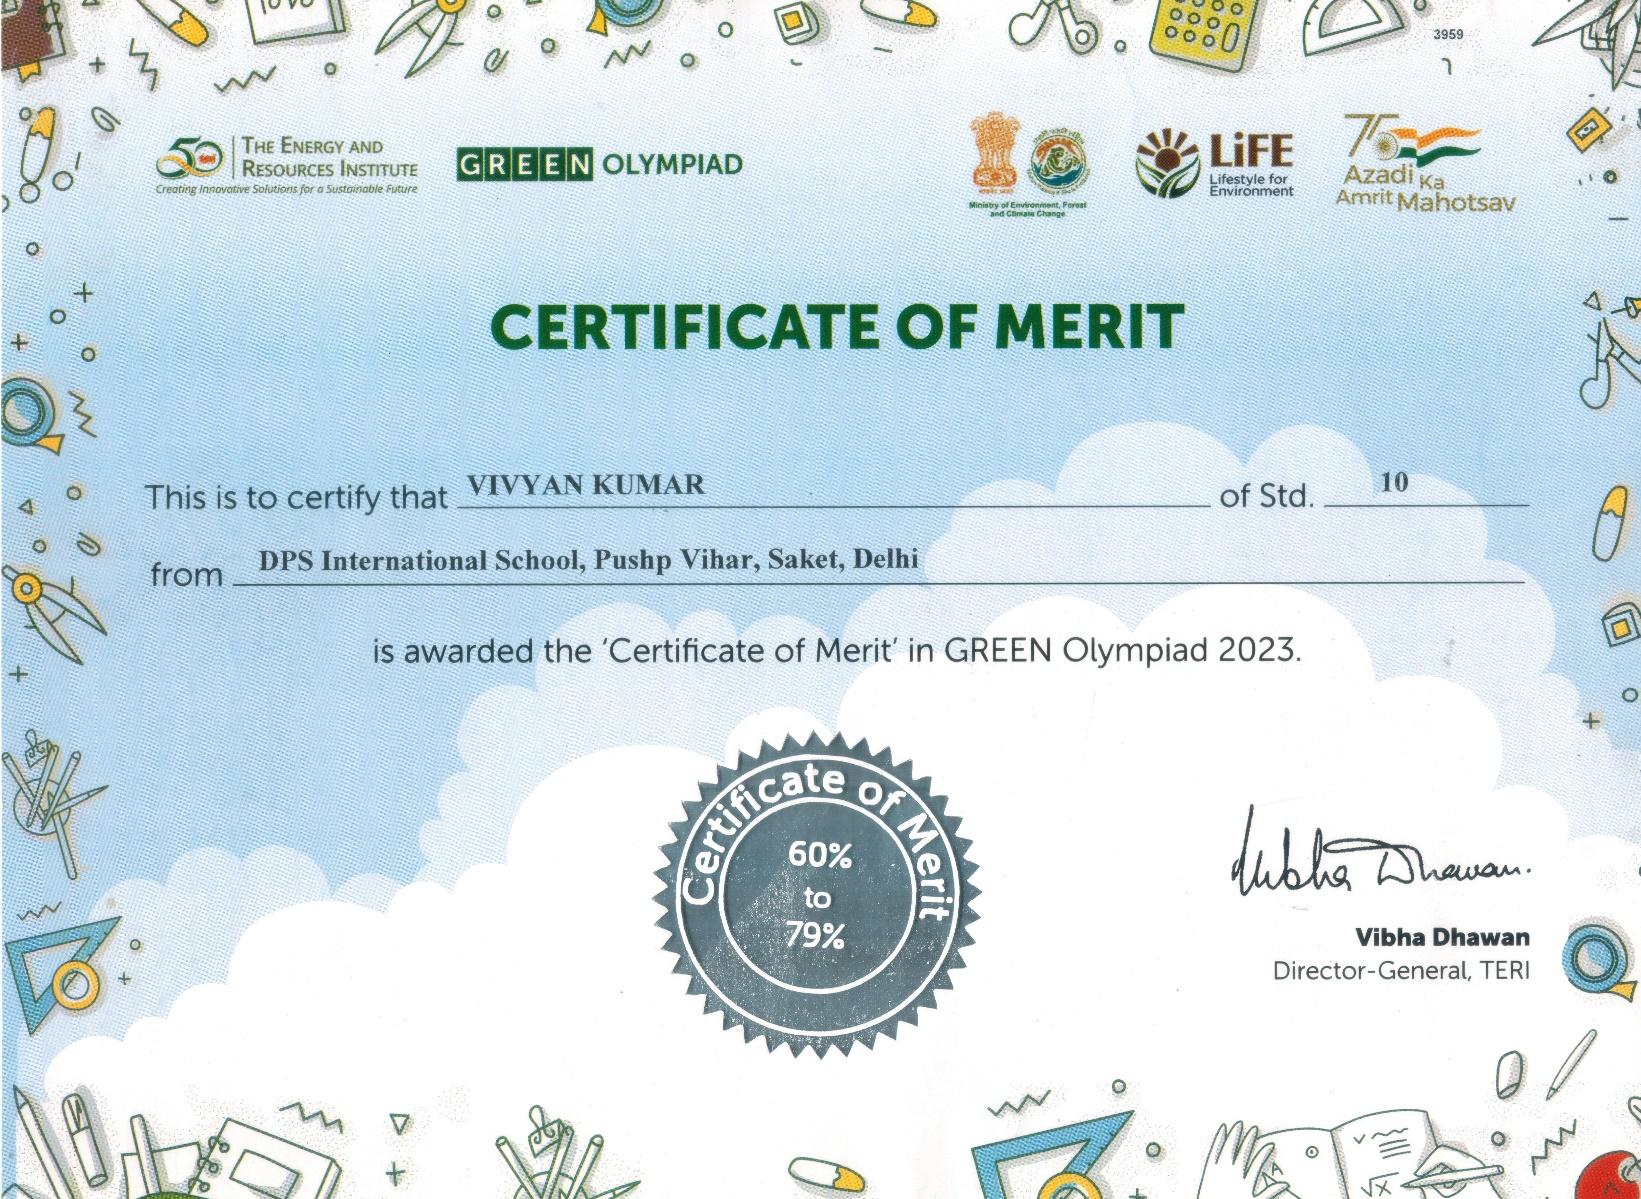 3959
50 THE ENERGY AND
RESOURCES INSTITUTE
Creating Innovative Solutions for a Sustainable Future
GREEN OLYMPIAD
Ministry of Environment, Forest
and Climate Change
LiFE
Lifestyle for
Environment
75
Azadi Ka
Amrit Mahotsav
CERTIFICATE OF MERIT
This is to certify that VIVYAN KUMAR of Std. 10
from DPS International School, Pushp Vihar, Saket, Delhi
is awarded the ‘Certificate of Merit’ in GREEN Olympiad 2023.
Certificate of Merit
60%
to
79%
Vibha Dhawan.
Vibha Dhawan
Director-General, TERI
A
√x